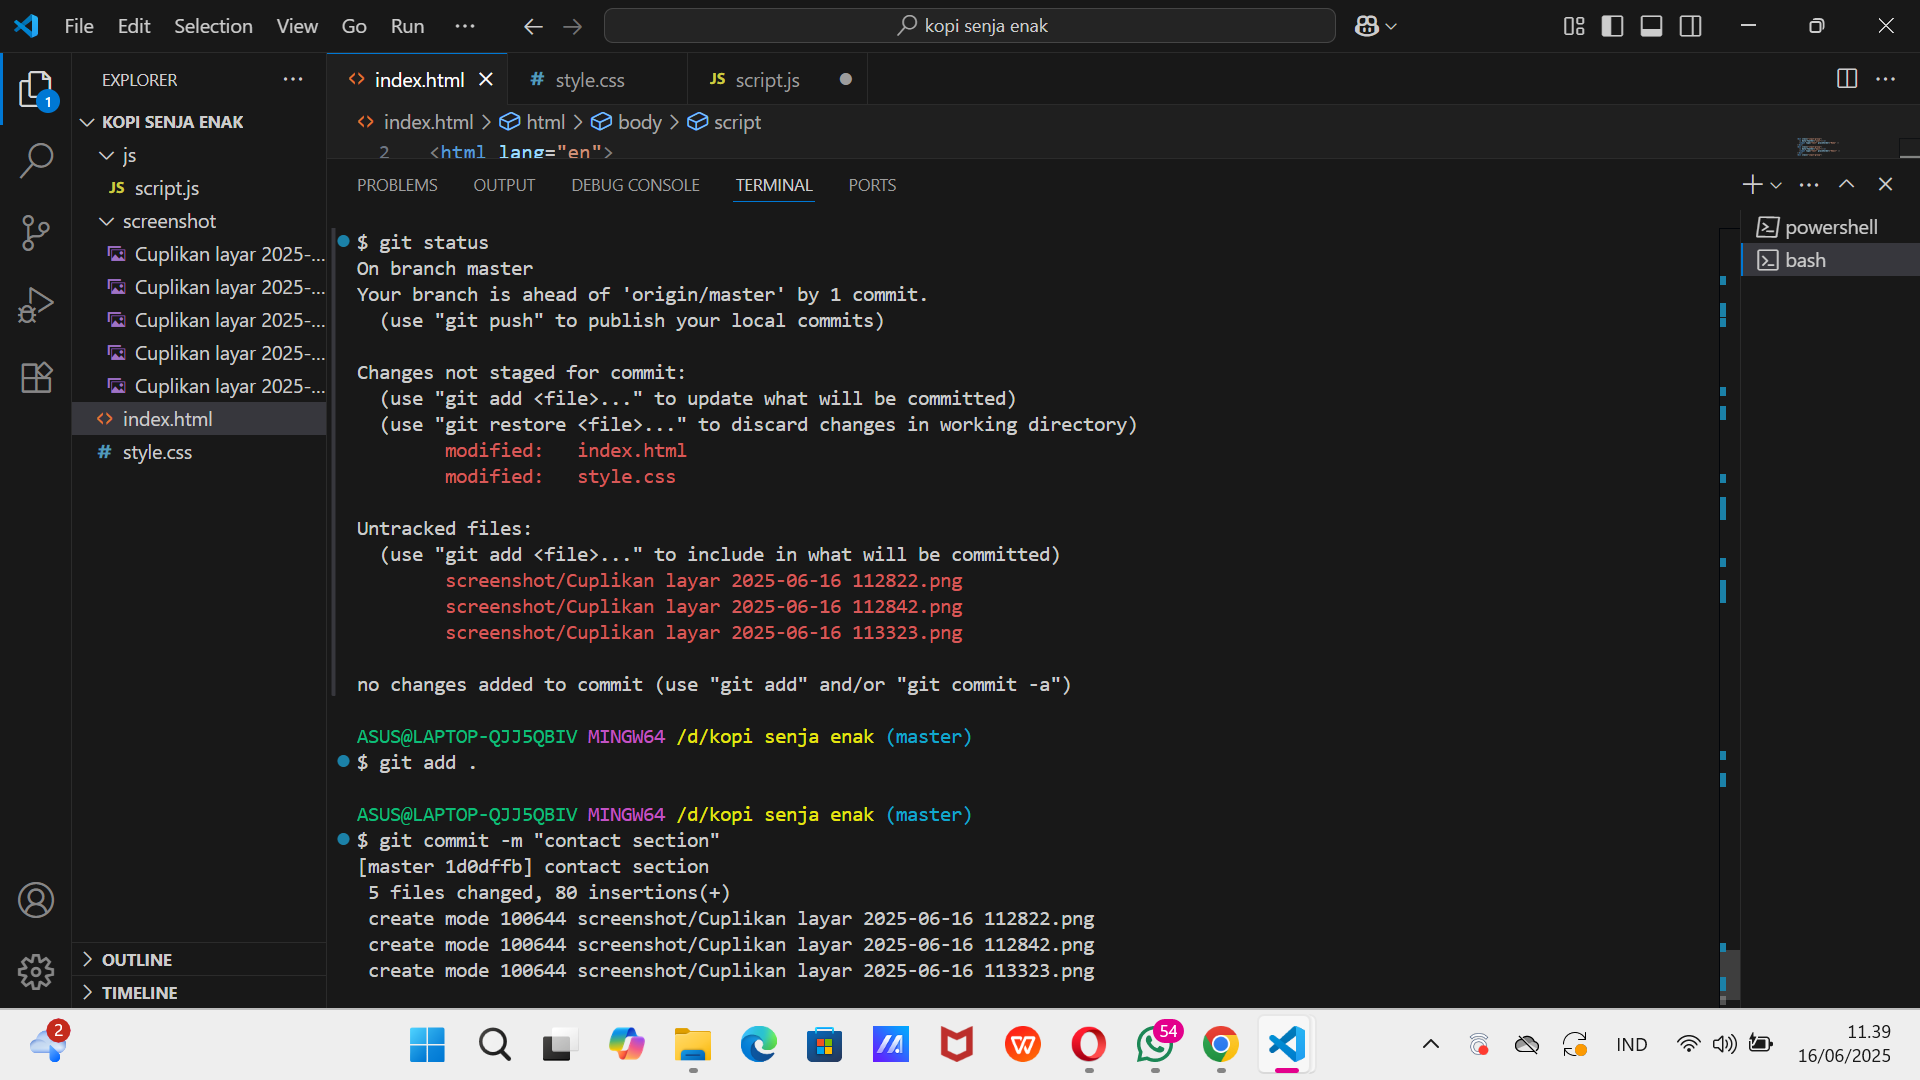 File Edit Selection View Go Run ···
kopi senja enak
EXPLORER
1
index.html
# style.css
JS script.js
KOPI SENJA ENAK
index.html > html > body > script
js
2 <html lang="en">
JS script.js
screenshot
Cuplikan layar 2025-...
Cuplikan layar 2025-...
Cuplikan layar 2025-...
Cuplikan layar 2025-...
Cuplikan layar 2025-...
index.html
# style.css
OUTLINE
TIMELINE
PROBLEMS OUTPUT DEBUG CONSOLE TERMINAL PORTS
powershell
bash
$ git status
On branch master
Your branch is ahead of 'origin/master' by 1 commit.
(use "git push" to publish your local commits)
Changes not staged for commit:
(use "git add <file>..." to update what will be committed)
(use "git restore <file>..." to discard changes in working directory)
modified: index.html
modified: style.css
Untracked files:
(use "git add <file>..." to include in what will be committed)
screenshot/Cuplikan layar 2025-06-16 112822.png
screenshot/Cuplikan layar 2025-06-16 112842.png
screenshot/Cuplikan layar 2025-06-16 113323.png
no changes added to commit (use "git add" and/or "git commit -a")
ASUS@LAPTOP-QJJ5QBIV MINGW64 /d/kopi senja enak (master)
$ git add .
ASUS@LAPTOP-QJJ5QBIV MINGW64 /d/kopi senja enak (master)
$ git commit -m "contact section"
[master 1d0dffb] contact section
5 files changed, 80 insertions(+)
create mode 100644 screenshot/Cuplikan layar 2025-06-16 112822.png
create mode 100644 screenshot/Cuplikan layar 2025-06-16 112842.png
create mode 100644 screenshot/Cuplikan layar 2025-06-16 113323.png
2
54
IND
11.39
16/06/2025